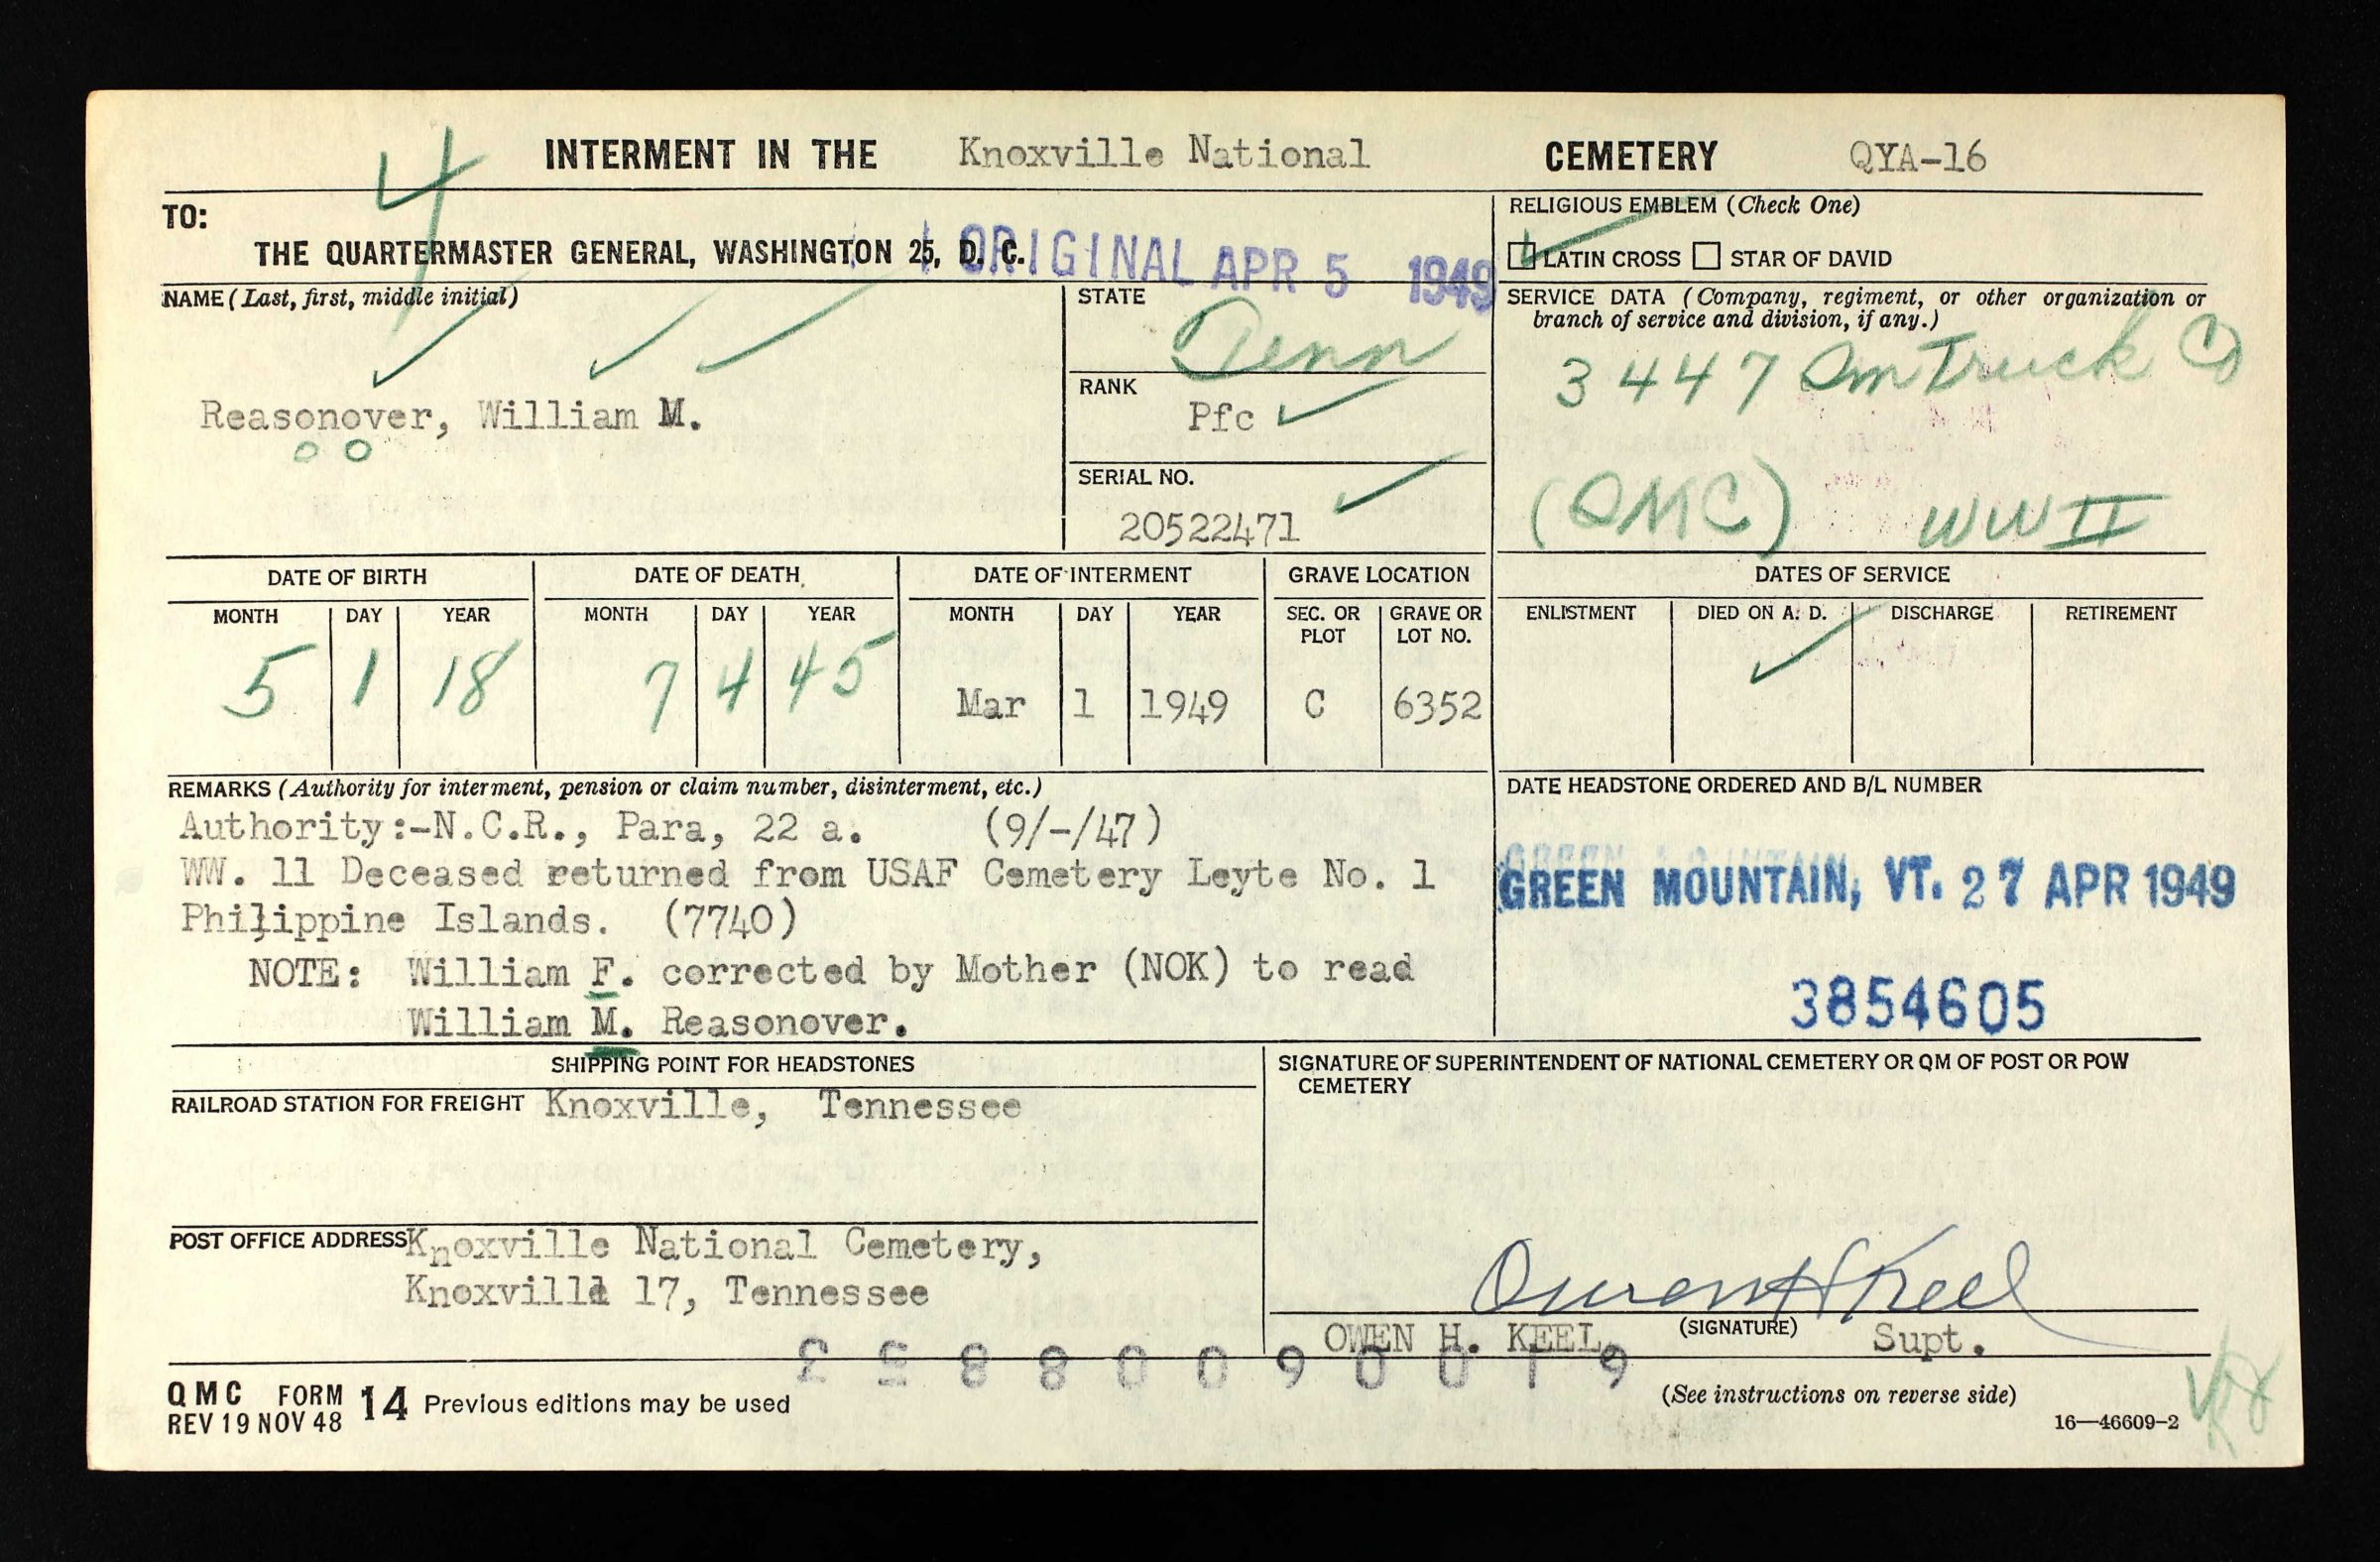 INTERMENT IN THE Knoxville National CEMETERY QYA-16
4
TO:
THE QUARTERMASTER GENERAL, WASHINGTON 25, D. C.
ORIGINAL APR 5 1949
RELIGIOUS EMBLEM (Check One)
LATIN CROSS STAR OF DAVID
NAME (Last, first, middle initial)
Reasonover, William M.
STATE
Tenn
RANK
Pfc
SERIAL NO.
20522471
SERVICE DATA (Company, regiment, or other organization or
branch of service and division, if any.)
3447 Qm Truck Co
(QMC) WW II
DATE OF BIRTH
MONTH DAY YEAR
5 1 18
DATE OF DEATH
MONTH DAY YEAR
7 4 45
DATE OF INTERMENT
MONTH DAY YEAR
Mar 1 1949
GRAVE LOCATION
SEC. OR GRAVE OR
PLOT LOT NO.
C 6352
DATES OF SERVICE
ENLISTMENT DIED ON A. D. DISCHARGE RETIREMENT
REMARKS (Authority for interment, pension or claim number, disinterment, etc.)
Authority:-N.C.R., Para, 22 a. (9/-/47)
WW. 11 Deceased returned from USAF Cemetery Leyte No. 1
Philippine Islands. (7740)
NOTE: William F. corrected by Mother (NOK) to read
William M. Reasonover.
DATE HEADSTONE ORDERED AND B/L NUMBER
GREEN MOUNTAIN, VT. 27 APR 1949
3854605
SHIPPING POINT FOR HEADSTONES
RAILROAD STATION FOR FREIGHT Knoxville, Tennessee
POST OFFICE ADDRESS Knoxville National Cemetery,
Knoxville 17, Tennessee
SIGNATURE OF SUPERINTENDENT OF NATIONAL CEMETERY OR QM OF POST OR POW
CEMETERY
Owen H Keel
(SIGNATURE)
OWEN H. KEEL, Supt.
QMC FORM 14 Previous editions may be used
REV 19 NOV 48
(See instructions on reverse side)
16—46609-2